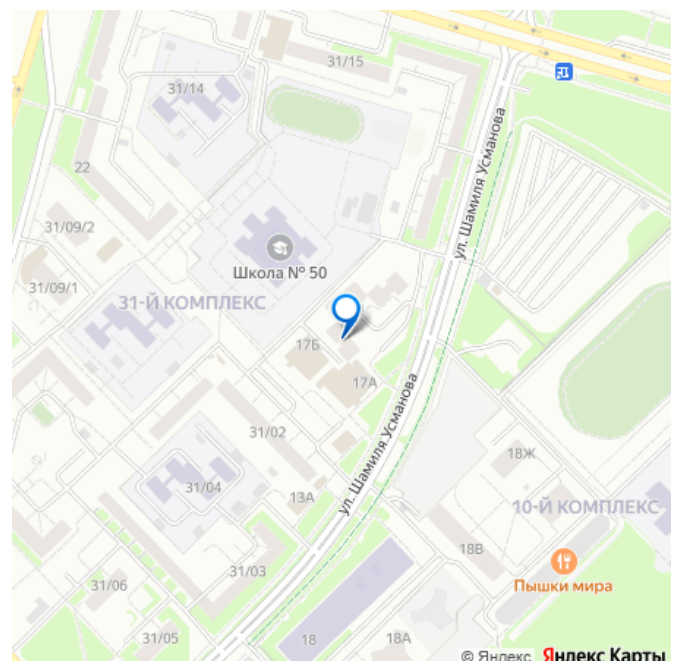 31/15
31/14
ул. Шамиля Усманова
22
31/09/2
Школа № 50
31/09/1
31-Й КОМПЛЕКС
17Б
17А
31/02
ул. Шамиля Усманова
18Ж
31/04
13А
10-Й КОМПЛЕКС
18В
31/03
31/06
Пышки мира
31/05
18
18А
© Яндекс Яндекс Карты